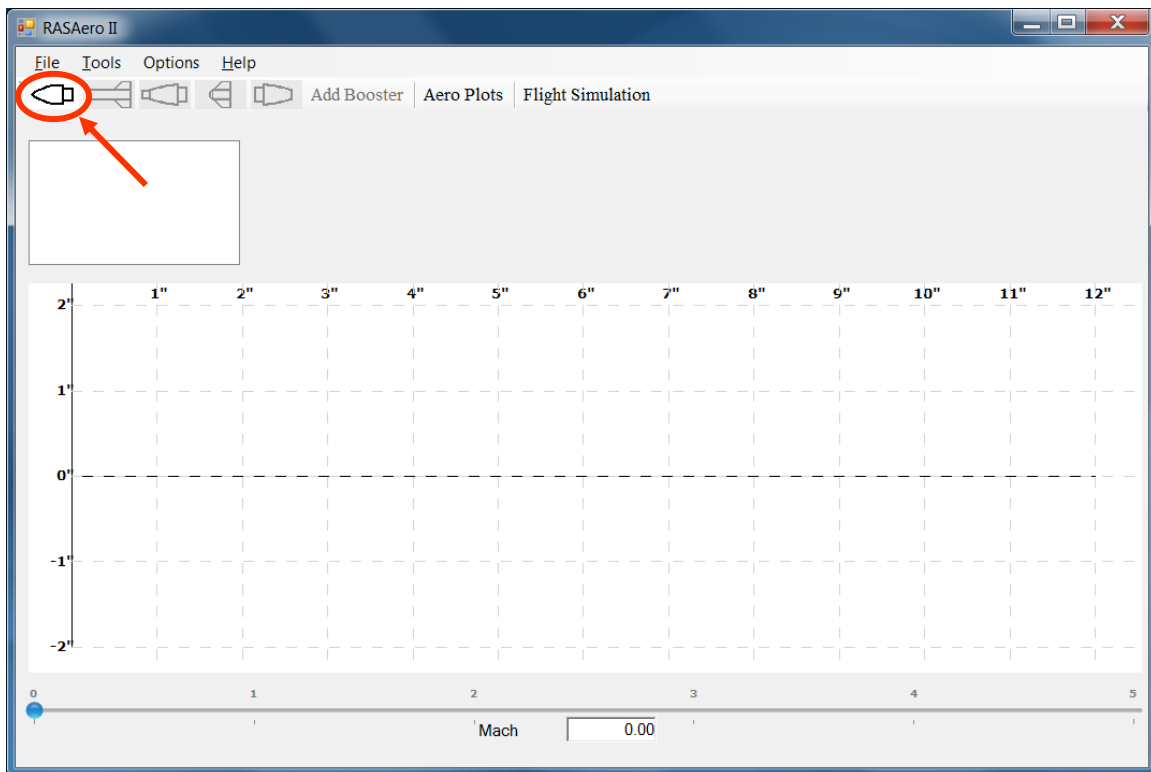 RASAero II
File Tools Options Help
Add Booster Aero Plots Flight Simulation
1" 2" 3" 4" 5" 6" 7" 8" 9" 10" 11" 12"
2"
1"
0"
-1"
-2"
0 1 2 3 4 5
Mach 0.00